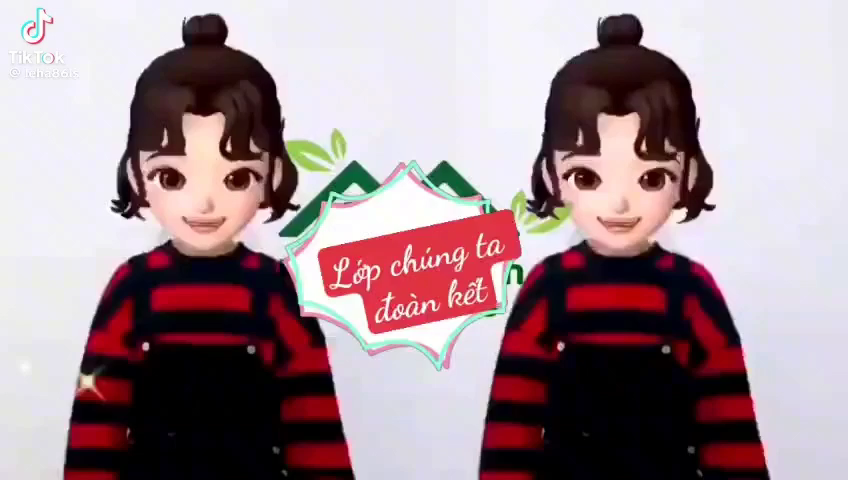 TikTok
Lớp chúng ta
đoàn kết